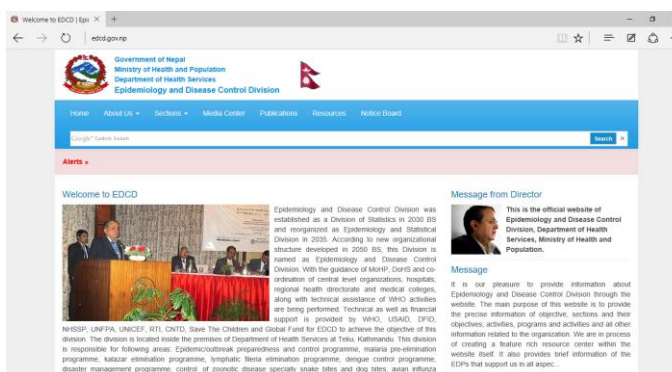 Welcome to EDCD | Epi
edcd.gov.np
Government of Nepal
Ministry of Health and Population
Department of Health Services
Epidemiology and Disease Control Division
Home About Us Sections Media Center Publications Resources Notice Board
Google Custom Search Search ×
Alerts »
Welcome to EDCD
Epidemiology and Disease Control Division was
established as a Division of Statistics in 2030 BS
and reorganized as Epidemiology and Statistical
Division in 2035. According to new organizational
structure developed in 2050 BS, this Division is
named as Epidemiology and Disease Control
Division. With the guidance of MoHP, DoHS and co-
ordination of central level organizations, hospitals,
regional health directorate and medical colleges,
along with technical assistance of WHO activities
are being performed. Technical as well as financial
support is provided by WHO, USAID, DFID,
NHSSP, UNFPA, UNICEF, RTI, CNTD, Save The Children and Global Fund for EDCD to achieve the objective of this
division. The division is located inside the premises of Department of Health Services at Teku, Kathmandu. This division
is responsible for following areas: Epidemic/outbreak preparedness and control programme, malaria pre-elimination
programme, kalazar elimination programme, lymphatic fileria elimination programme, dengue control programme,
disaster management programme, control of zoonotic disease specially snake bites and dog bites, avian influnza
Message from Director
This is the official website of
Epidemiology and Disease Control
Division, Department of Health
Services, Ministry of Health and
Population.
Message
It is our pleasure to provide information about
Epidemiology and Disease Control Division through the
website. The main purpose of this website is to provide
the precise information of objective, sections and their
objectives, activities, programs and activities and all other
information related to the organization. We are in process
of creating a feature rich resource center within the
website itself. It also provides brief information of the
EDPs that support us in all aspec...